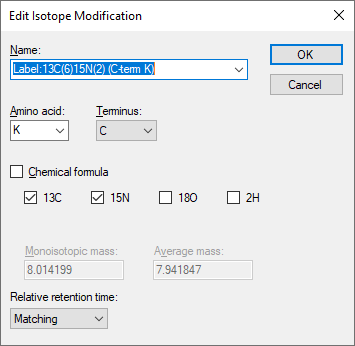 Edit Isotope Modification
Name:
OK
Label:13C(6)15N(2) (C-term K)
Cancel
Amino acid:
Terminus:
K
C
Chemical formula
13C
15N
18O
2H
Monoisotopic mass:
Average mass:
8.014199
7.941847
Relative retention time:
Matching